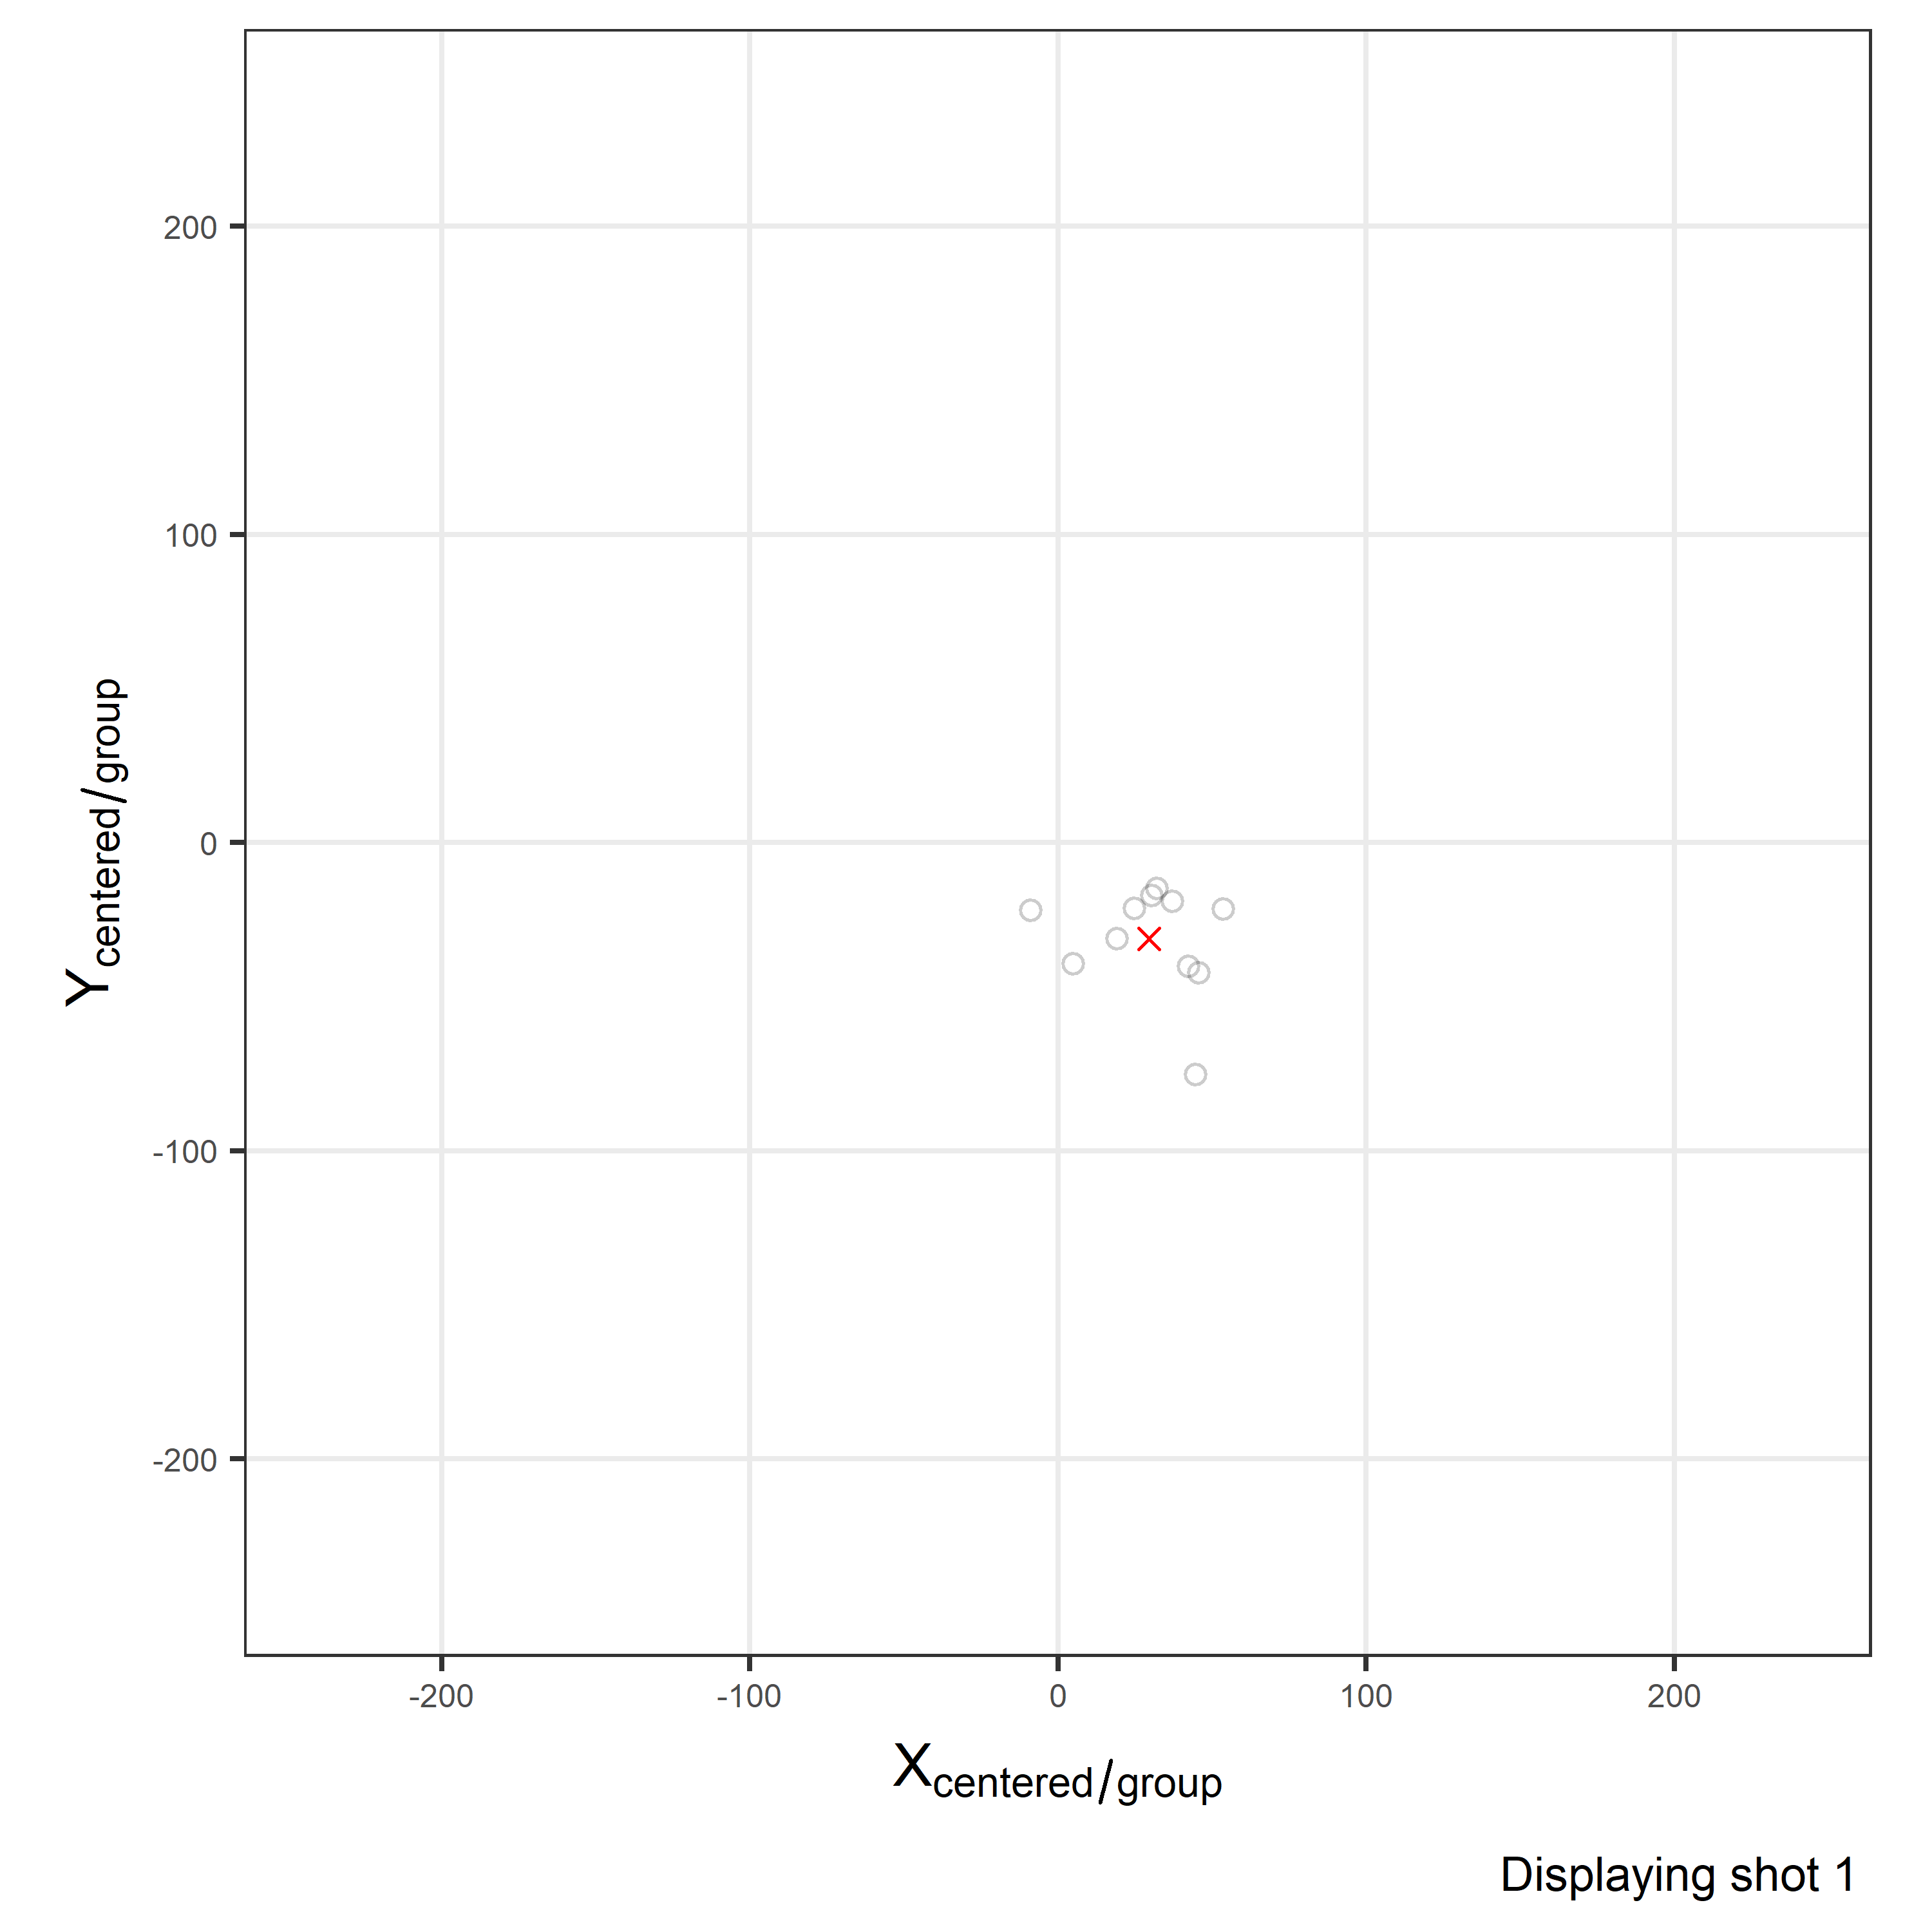 200
100
0
-100
-200
Ycentered/group
-200 -100 0 100 200
Xcentered/group
Displaying shot 1